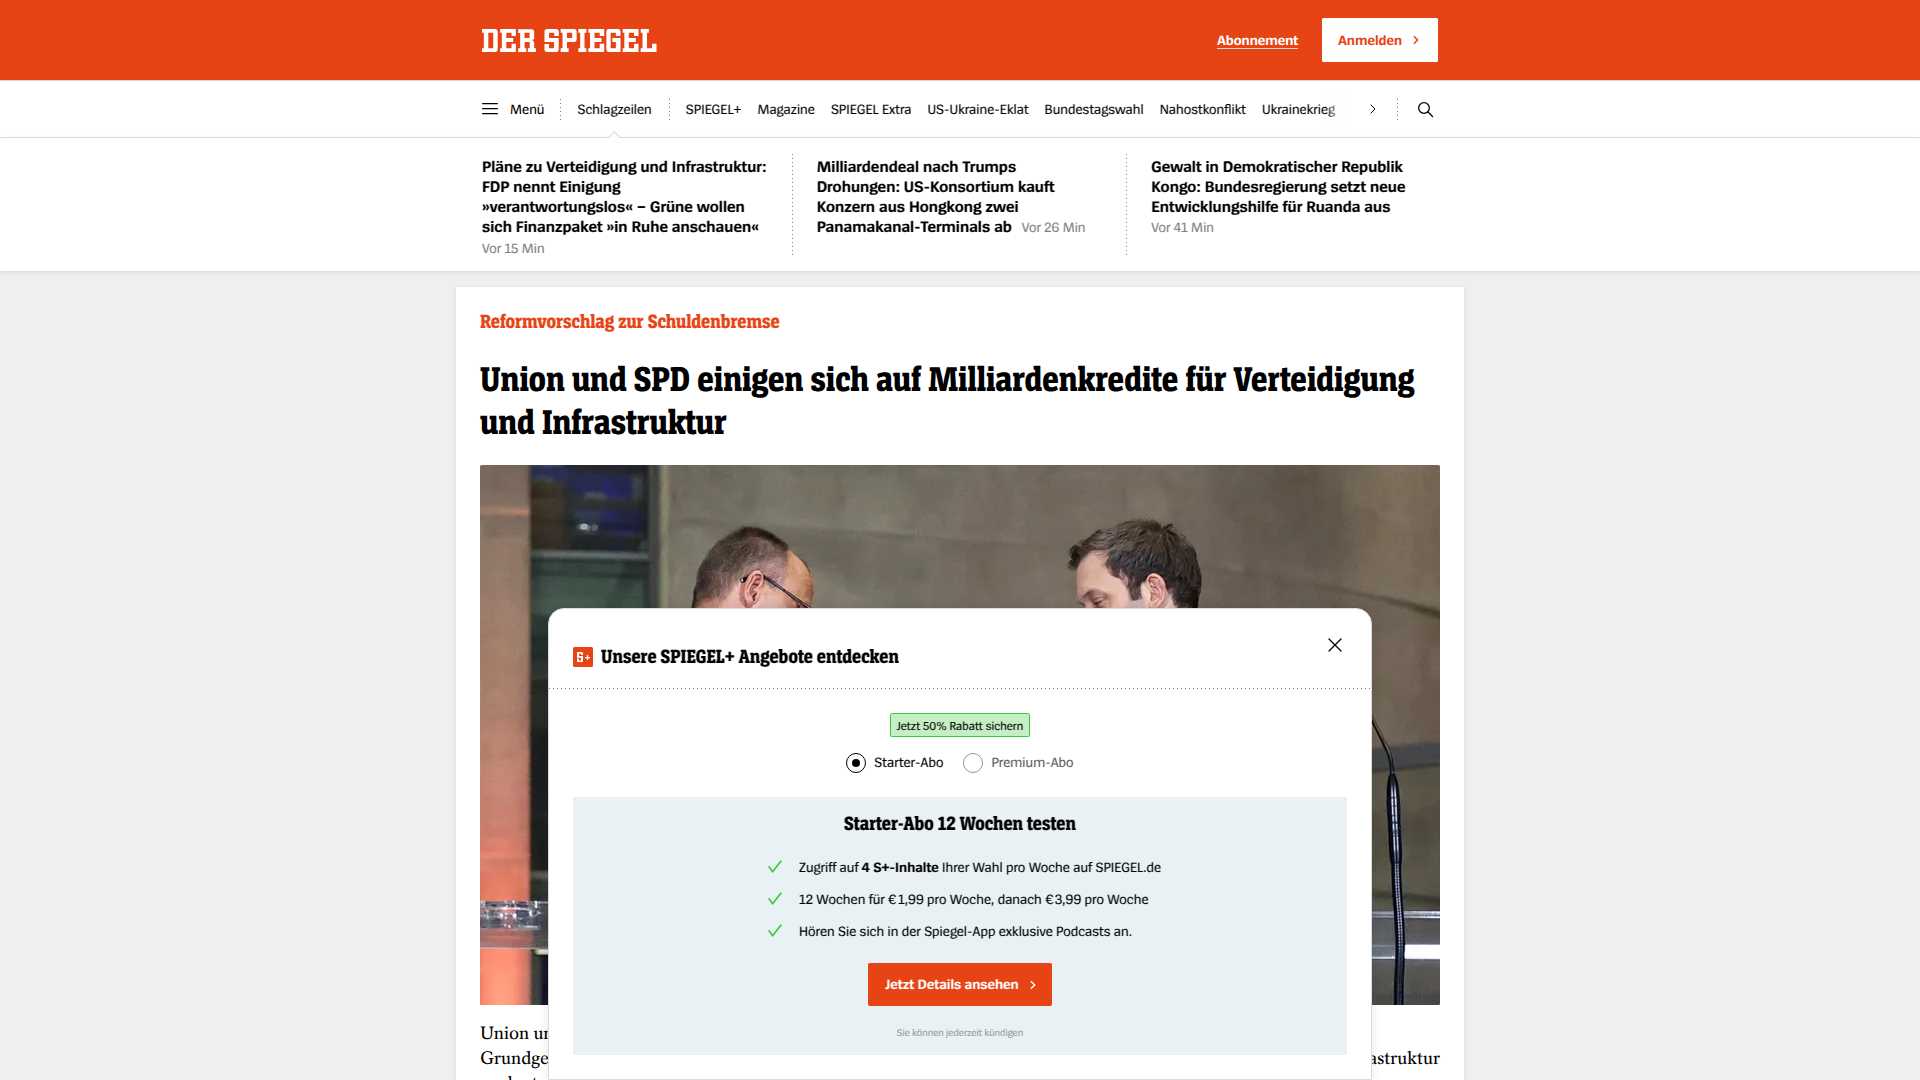 DER SPIEGEL
Abonnement
Anmelden
Menü
Schlagzeilen
SPIEGEL+
Magazine
SPIEGEL Extra
US-Ukraine-Eklat
Bundestagswahl
Nahostkonflikt
Ukrainekrieg
Pläne zu Verteidigung und Infrastruktur:
FDP nennt Einigung
»verantwortungslos« – Grüne wollen
sich Finanzpaket »in Ruhe anschauen«
Vor 15 Min
Milliardendeal nach Trumps
Drohungen: US-Konsortium kauft
Konzern aus Hongkong zwei
Panamakanal-Terminals ab Vor 26 Min
Gewalt in Demokratischer Republik
Kongo: Bundesregierung setzt neue
Entwicklungshilfe für Ruanda aus
Vor 41 Min
Reformvorschlag zur Schuldenbremse
Union und SPD einigen sich auf Milliardenkredite für Verteidigung
und Infrastruktur
S+ Unsere SPIEGEL+ Angebote entdecken
Jetzt 50% Rabatt sichern
Starter-Abo
Premium-Abo
Starter-Abo 12 Wochen testen
Zugriff auf 4 S+-Inhalte Ihrer Wahl pro Woche auf SPIEGEL.de
12 Wochen für €1,99 pro Woche, danach €3,99 pro Woche
Hören Sie sich in der Spiegel-App exklusive Podcasts an.
Jetzt Details ansehen
Sie können jederzeit kündigen
Union